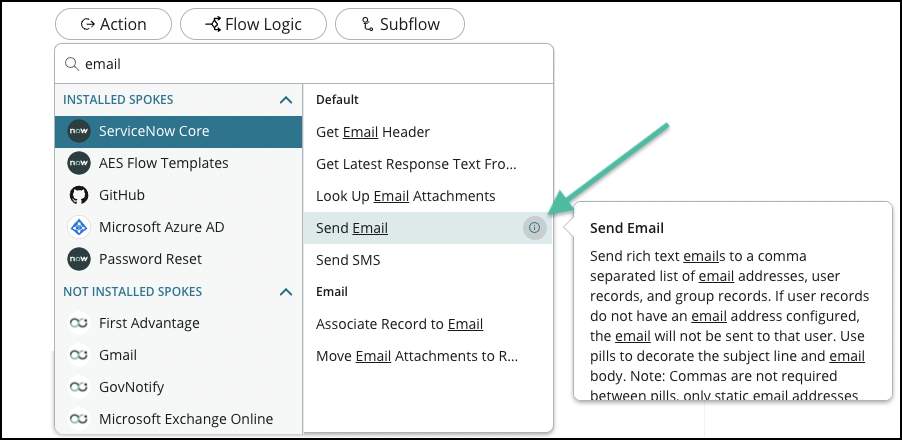 Action
Flow Logic
Subflow
email
INSTALLED SPOKES
now ServiceNow Core
now AES Flow Templates
GitHub
Microsoft Azure AD
now Password Reset
NOT INSTALLED SPOKES
First Advantage
Gmail
GovNotify
Microsoft Exchange Online
Default
Get Email Header
Get Latest Response Text Fro...
Look Up Email Attachments
Send Email
Send SMS
Email
Associate Record to Email
Move Email Attachments to R...
Send Email
Send rich text emails to a comma
separated list of email addresses, user
records, and group records. If user records
do not have an email address configured,
the email will not be sent to that user. Use
pills to decorate the subject line and email
body. Note: Commas are not required
between pills, only static email addresses